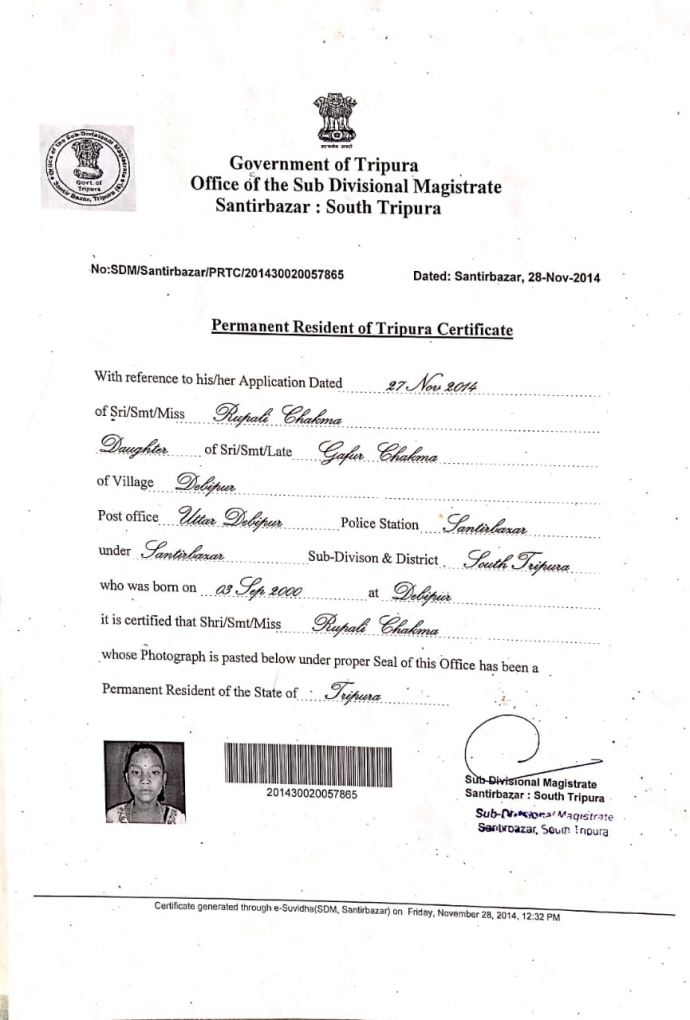 Office of the Sub-Divisional Magistrate
Govt. of
Tripura
Santir Bazar, Tripura (S)
सत्यमेव जयते
Government of Tripura
Office of the Sub Divisional Magistrate
Santirbazar : South Tripura
No:SDM/Santirbazar/PRTC/201430020057865
Dated: Santirbazar, 28-Nov-2014
Permanent Resident of Tripura Certificate
With reference to his/her Application Dated 27 Nov 2014
of Sri/Smt/Miss Rupali Chakma
Daughter of Sri/Smt/Late Gafur Chakma
of Village Debipur
Post office Uttar Debipur Police Station Santirbazar
under Santirbazar Sub-Divison & District South Tripura
who was born on 03 Sep 2000 at Debipur
it is certified that Shri/Smt/Miss Rupali Chakma
whose Photograph is pasted below under proper Seal of this Office has been a
Permanent Resident of the State of : Tripura
201430020057865
Sub-Divisional Magistrate
Santirbazar : South Tripura
Sub-Divisional Magistrate
Santirbazar, South Tripura
Certificate generated through e-Suvidha(SDM, Santirbazar) on Friday, November 28, 2014, 12:32 PM